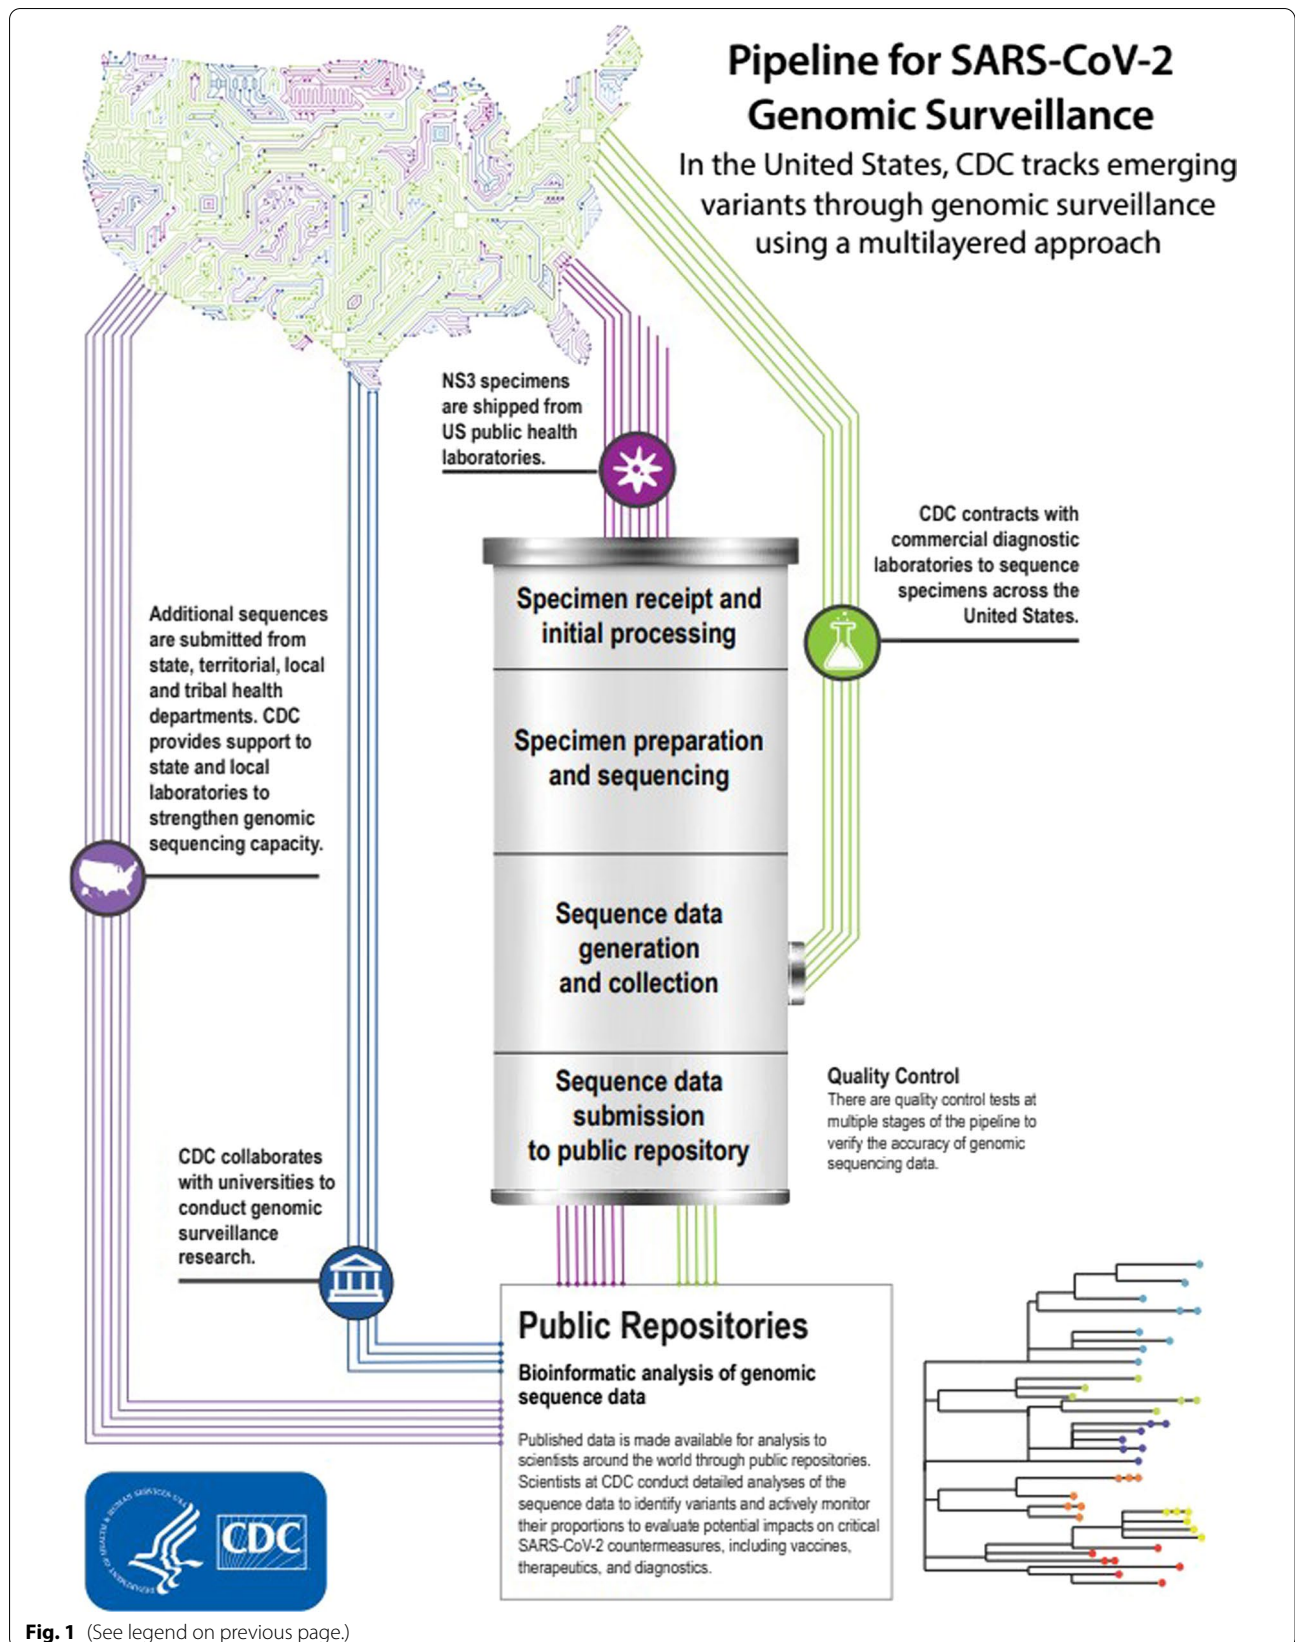 Pipeline for SARS-CoV-2
Genomic Surveillance
In the United States, CDC tracks emerging
variants through genomic surveillance
using a multilayered approach
NS3 specimens
are shipped from
US public health
laboratories.
CDC contracts with
commercial diagnostic
laboratories to sequence
specimens across the
United States.
Specimen receipt and
initial processing
Additional sequences
are submitted from
state, territorial, local
and tribal health
departments. CDC
provides support to
state and local
laboratories to
strengthen genomic
sequencing capacity.
Specimen preparation
and sequencing
Sequence data
generation
and collection
Sequence data
submission
to public repository
Quality Control
There are quality control tests at
multiple stages of the pipeline to
verify the accuracy of genomic
sequencing data.
CDC collaborates
with universities to
conduct genomic
surveillance
research.
Public Repositories
Bioinformatic analysis of genomic
sequence data
Published data is made available for analysis to
scientists around the world through public repositories.
Scientists at CDC conduct detailed analyses of the
sequence data to identify variants and actively monitor
their proportions to evaluate potential impacts on critical
SARS-CoV-2 countermeasures, including vaccines,
therapeutics, and diagnostics.
DEPARTMENT OF HEALTH & HUMAN SERVICES·USA
CDC
Fig. 1 (See legend on previous page.)